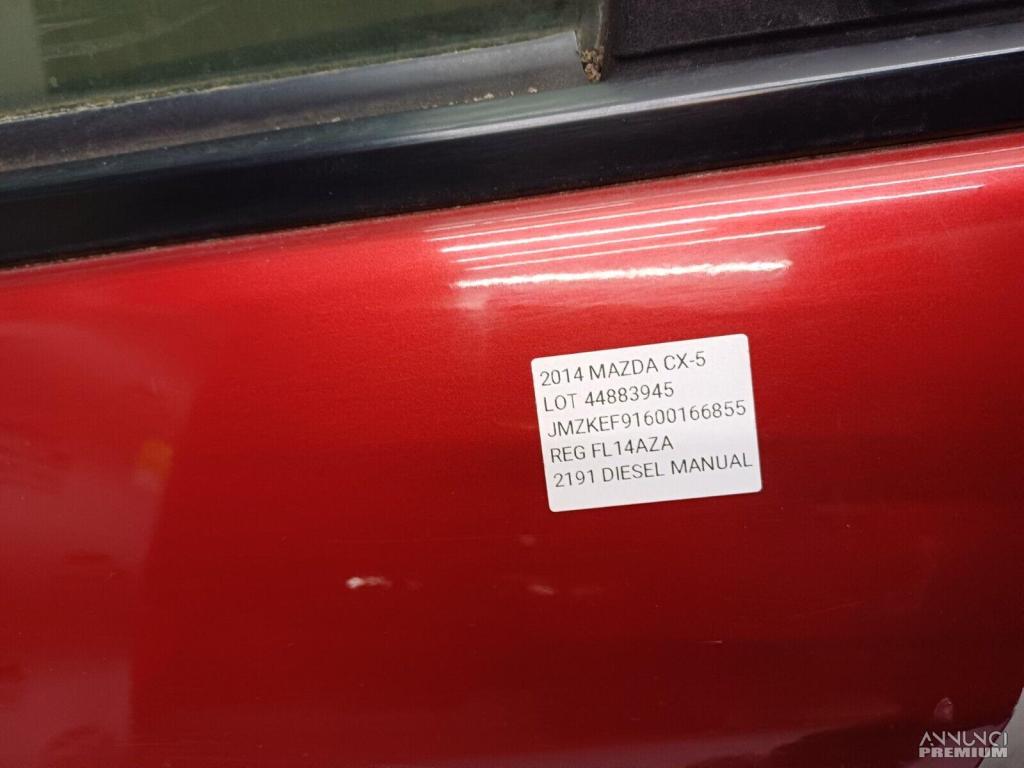 2014 MAZDA CX-5
LOT 44883945
JMZKEF91600166855
REG FL14AZA
2191 DIESEL MANUAL
ANNUNCI
PREMIUM